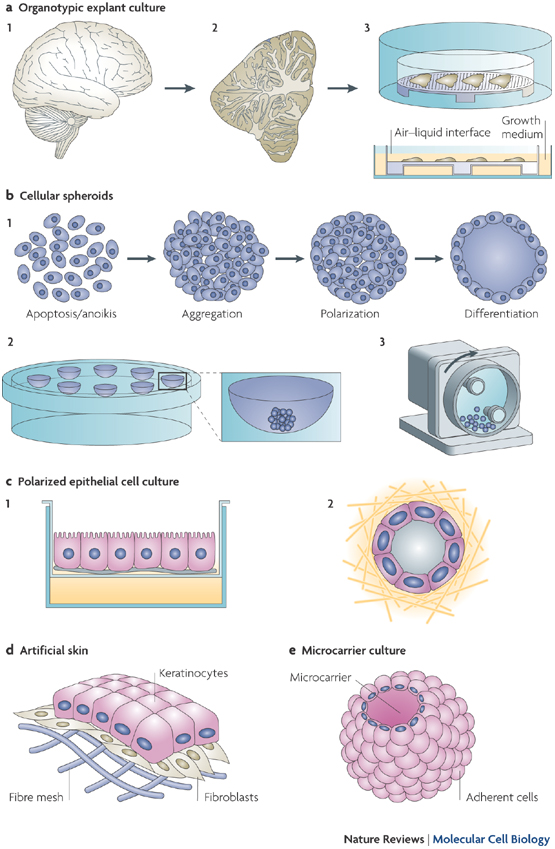 a Organotypic explant culture
1
2
3
Air–liquid interface
Growth
medium
b Cellular spheroids
1
Apoptosis/anoikis
Aggregation
Polarization
Differentiation
2
3
c Polarized epithelial cell culture
1
2
d Artificial skin
Keratinocytes
Fibre mesh
Fibroblasts
e Microcarrier culture
Microcarrier
Adherent cells
Nature Reviews | Molecular Cell Biology